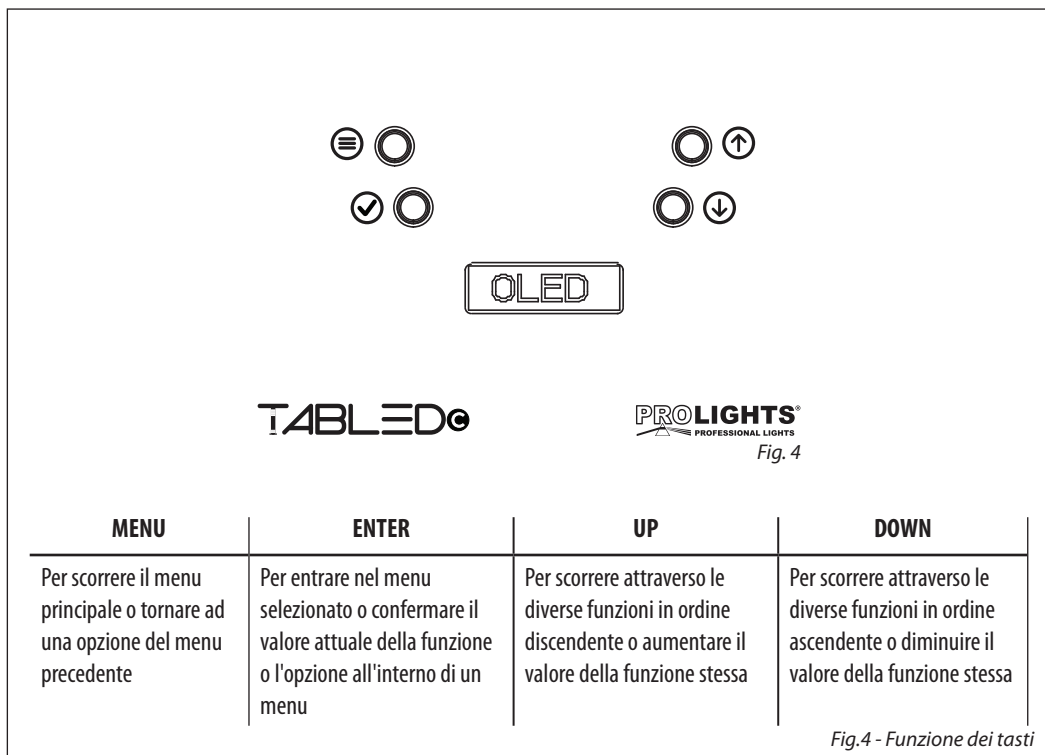 OLED
TABLEDC
PROLIGHTS®
PROFESSIONAL LIGHTS
Fig. 4
MENU
ENTER
UP
DOWN
Per scorrere il menu
principale o tornare ad
una opzione del menu
precedente
Per entrare nel menu
selezionato o confermare il
valore attuale della funzione
o l'opzione all'interno di un
menu
Per scorrere attraverso le
diverse funzioni in ordine
discendente o aumentare il
valore della funzione stessa
Per scorrere attraverso le
diverse funzioni in ordine
ascendente o diminuire il
valore della funzione stessa
Fig.4 - Funzione dei tasti